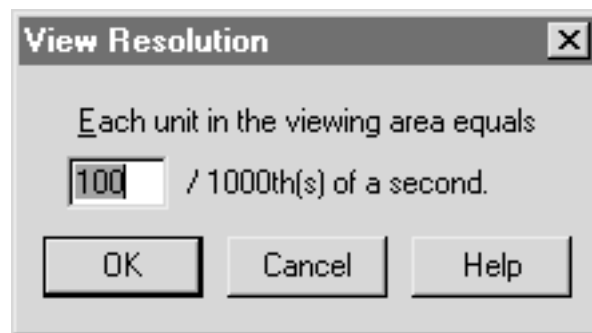 View Resolution
Each unit in the viewing area equals
100 / 1000th(s) of a second.
OK Cancel Help